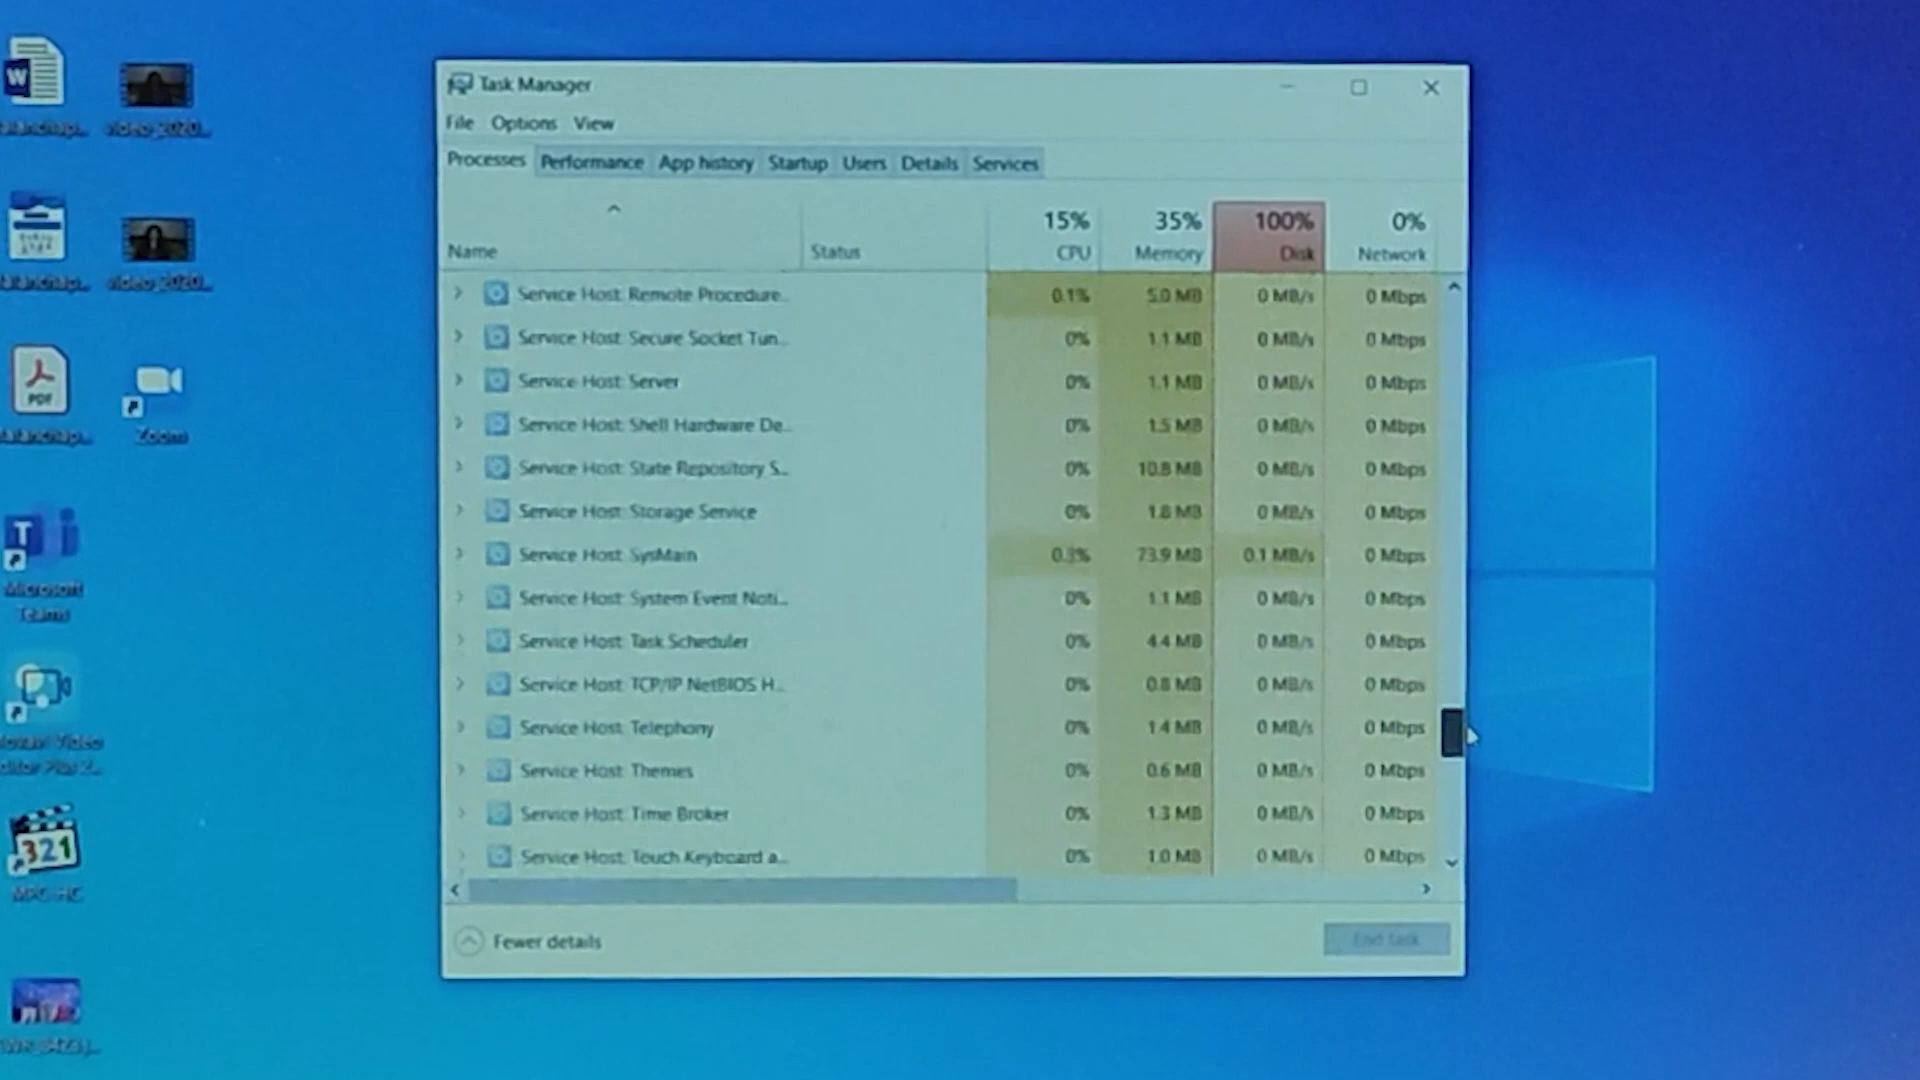 Task Manager
File Options View
Processes Performance App history Startup Users Details Services
15% 35% 100% 0%
Name Status CPU Memory Disk Network
Service Host: Remote Procedure... 0.1% 5.0 MB 0 MB/s 0 Mbps
Service Host: Secure Socket Tun... 0% 1.1 MB 0 MB/s 0 Mbps
Service Host: Server 0% 1.1 MB 0 MB/s 0 Mbps
Service Host: Shell Hardware De... 0% 1.5 MB 0 MB/s 0 Mbps
Service Host: State Repository S... 0% 10.8 MB 0 MB/s 0 Mbps
Service Host: Storage Service 0% 1.8 MB 0 MB/s 0 Mbps
Service Host: SysMain 0.3% 73.9 MB 0.1 MB/s 0 Mbps
Service Host: System Event Noti... 0% 1.1 MB 0 MB/s 0 Mbps
Service Host: Task Scheduler 0% 4.4 MB 0 MB/s 0 Mbps
Service Host: TCP/IP NetBIOS H... 0% 0.8 MB 0 MB/s 0 Mbps
Service Host: Telephony 0% 1.4 MB 0 MB/s 0 Mbps
Service Host: Themes 0% 0.6 MB 0 MB/s 0 Mbps
Service Host: Time Broker 0% 1.3 MB 0 MB/s 0 Mbps
Service Host: Touch Keyboard a... 0% 1.0 MB 0 MB/s 0 Mbps
Fewer details End task
W
video_2020...
video_2020...
PDF
Zoom
T
Microsoft
Teams
321
MPC-HC